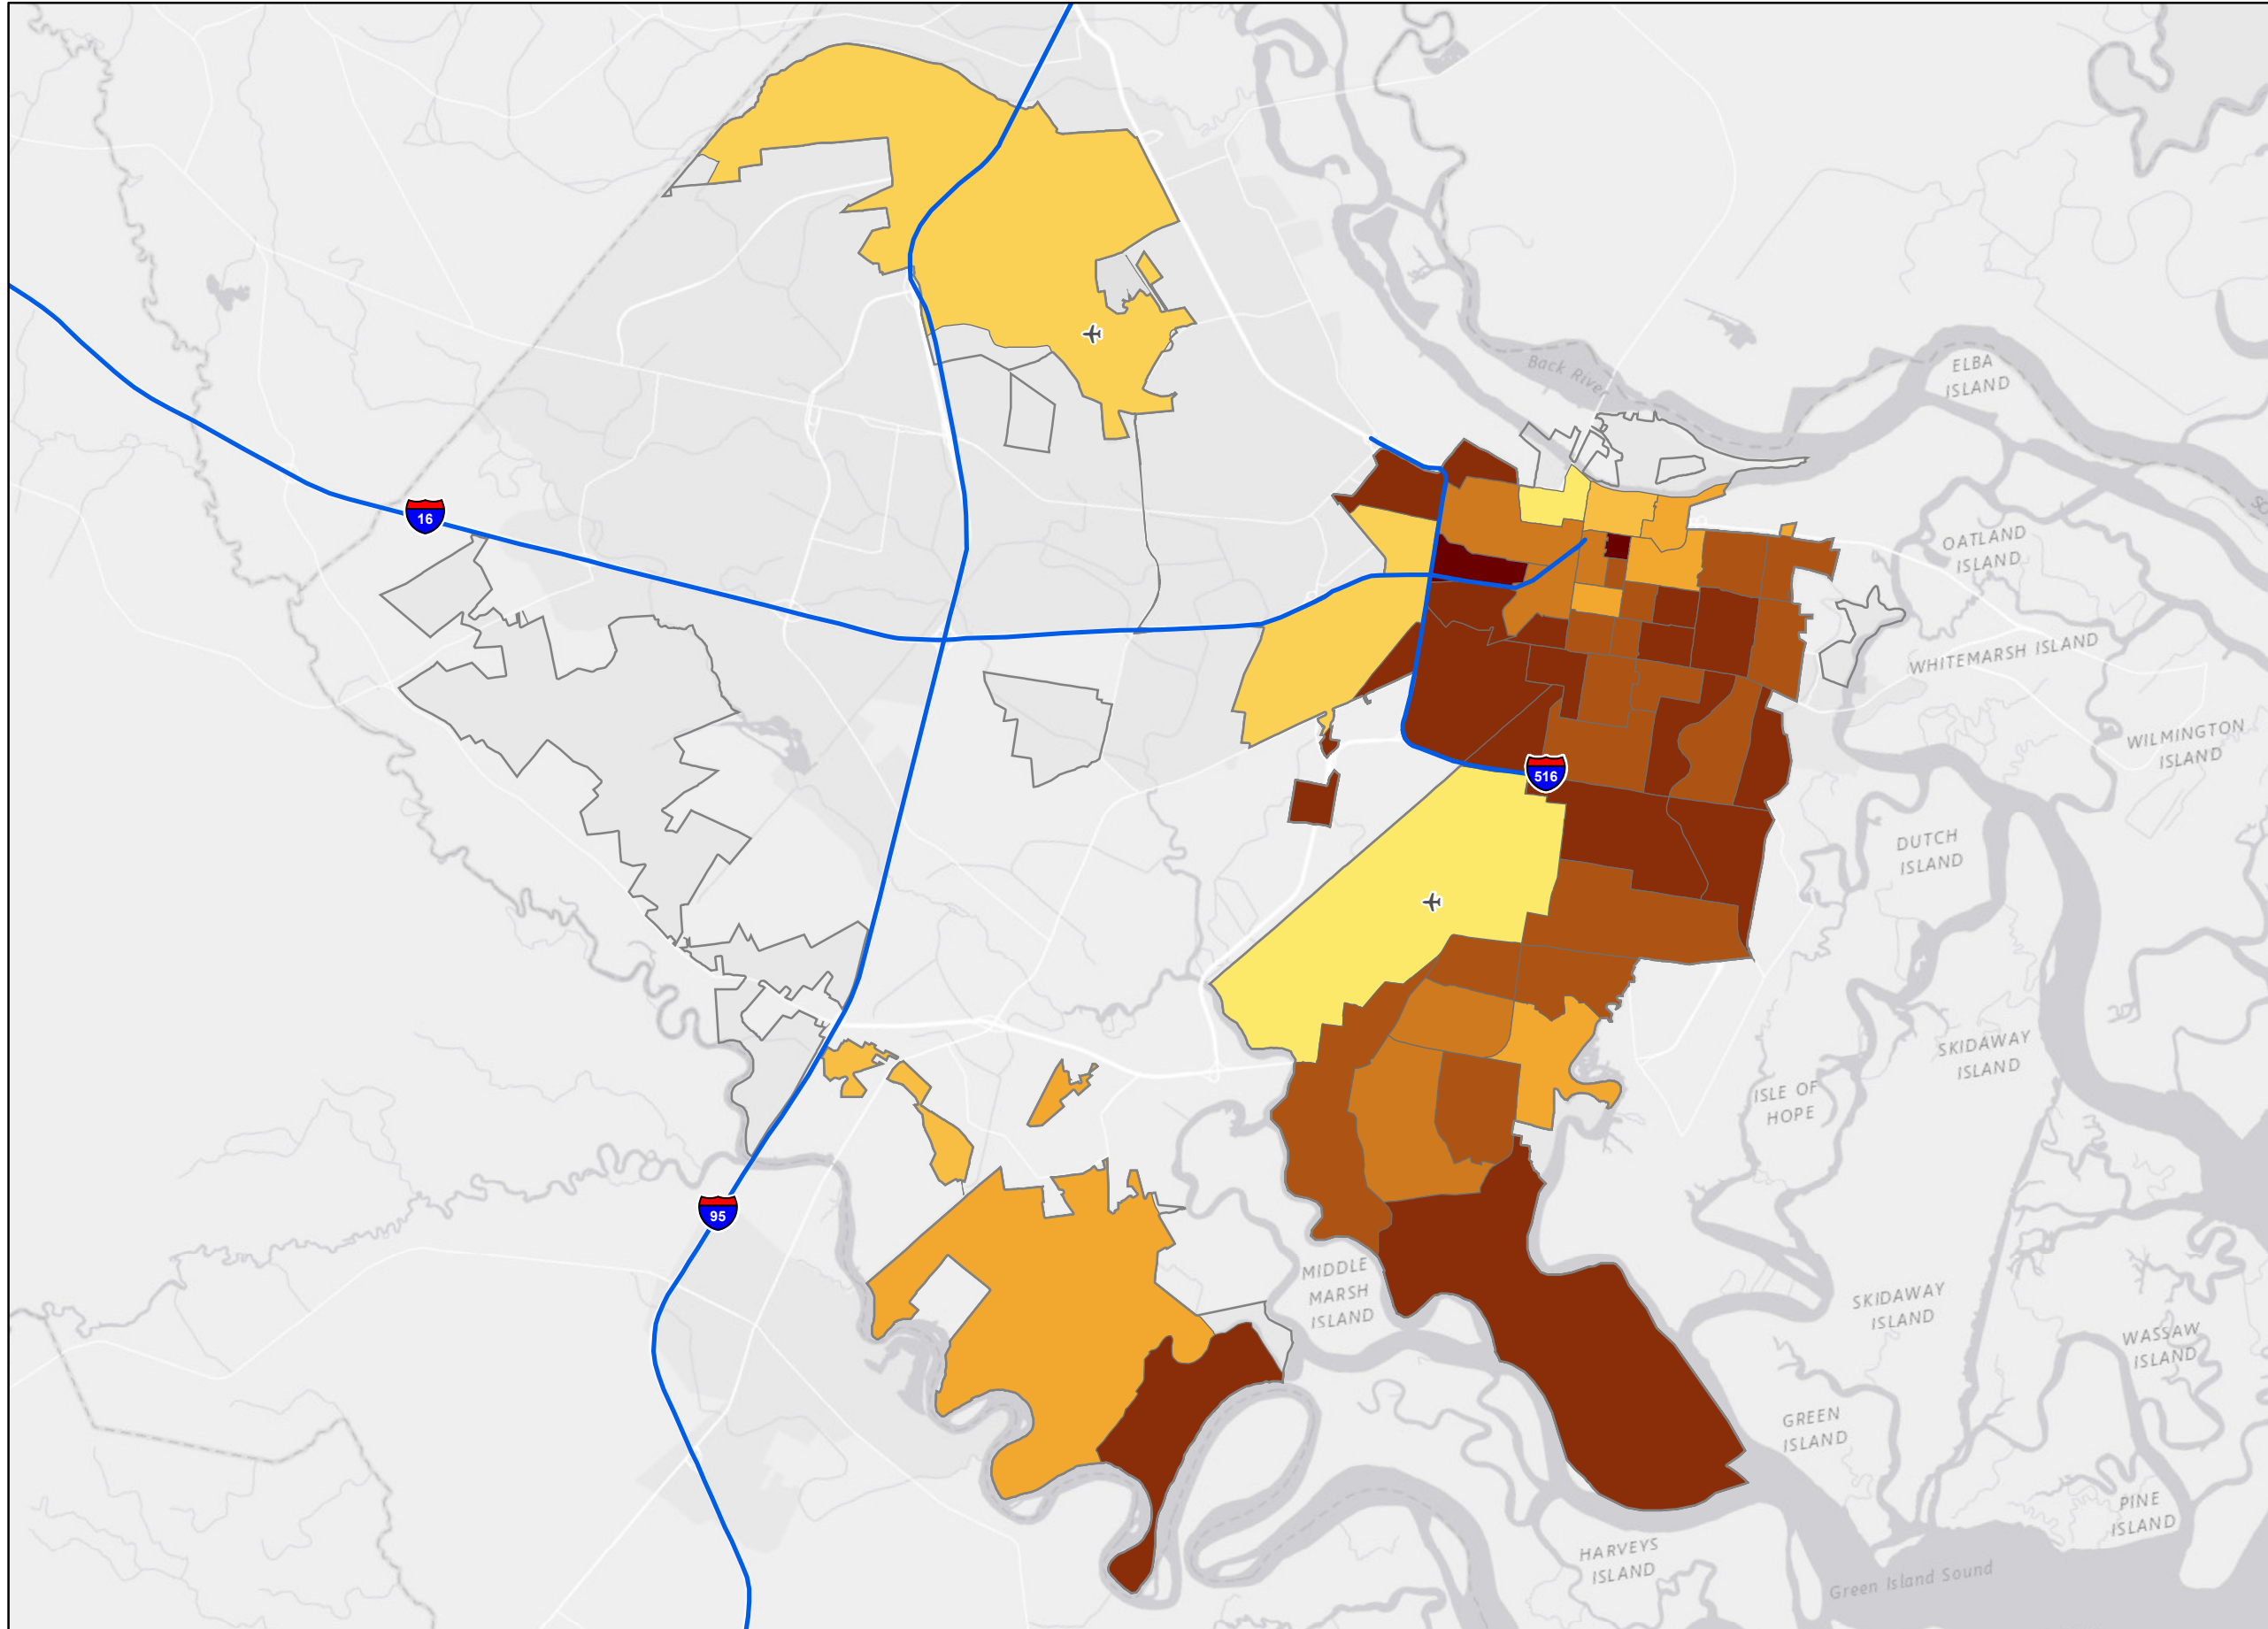 Back River
ELBA
ISLAND
16
OATLAND
ISLAND
WHITEMARSH ISLAND
WILMINGTON
ISLAND
516
DUTCH
ISLAND
SKIDAWAY
ISLAND
ISLE OF
HOPE
95
MIDDLE
MARSH
ISLAND
SKIDAWAY
ISLAND
WASSAW
ISLAND
GREEN
ISLAND
PINE
ISLAND
HARVEYS
ISLAND
Green Island Sound